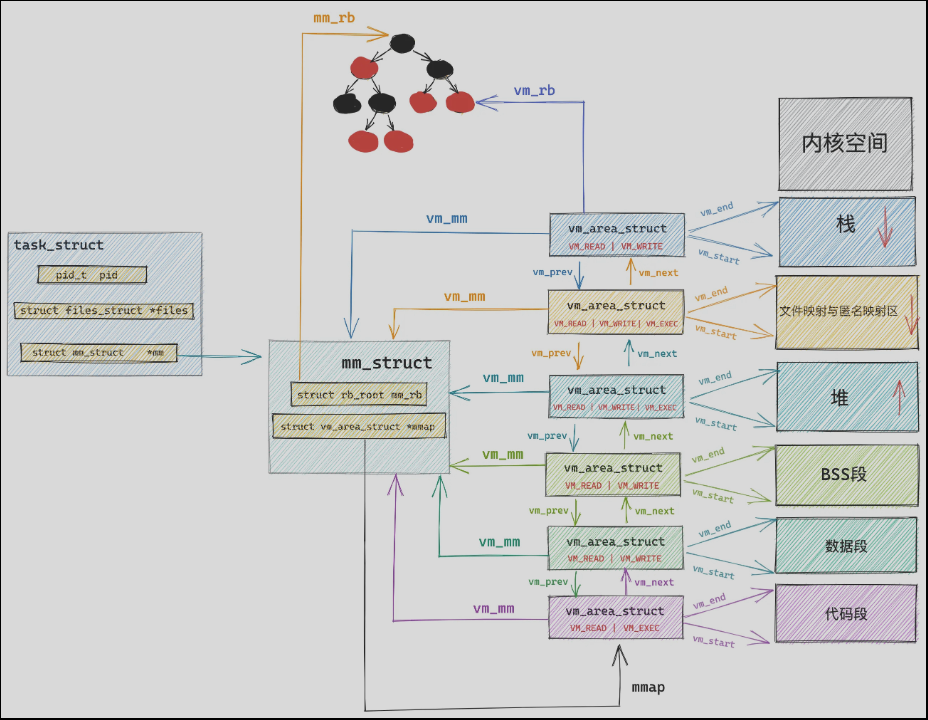 mm_rb
vm_rb
内核空间
task_struct
pid_t pid
struct files_struct *files
struct mm_struct *mm
mm_struct
struct rb_root mm_rb
struct vm_area_struct *mmap
vm_mm
vm_area_struct
VM_READ | VM_WRITE
vm_end
vm_start
栈
vm_prev
vm_next
vm_mm
vm_area_struct
VM_READ | VM_WRITE | VM_EXEC
vm_end
vm_start
文件映射与匿名映射区
vm_prev
vm_next
vm_mm
vm_area_struct
VM_READ | VM_WRITE | VM_EXEC
vm_end
vm_start
堆
vm_prev
vm_next
vm_mm
vm_area_struct
VM_READ | VM_WRITE
vm_end
vm_start
BSS段
vm_prev
vm_next
vm_mm
vm_area_struct
VM_READ | VM_WRITE
vm_end
vm_start
数据段
vm_prev
vm_next
vm_mm
vm_area_struct
VM_READ | VM_EXEC
vm_end
vm_start
代码段
mmap